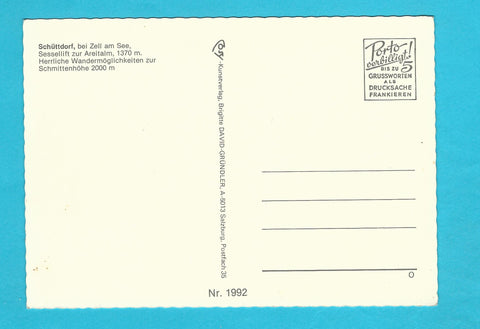 Schüttdorf, bei Zell am See,
Sessellift zur Areitalm, 1370 m.
Herrliche Wandermöglichkeiten zur
Schmittenhöhe 2000 m
-Kunstverlag, Brigitte DAVID-GRÜNDLER, A-5013 Salzburg, Postfach 35
Porto
verbilligt!
BIS ZU 5
GRUSSWORTEN
ALS
DRUCKSACHE
FRANKIEREN
O
Nr. 1992